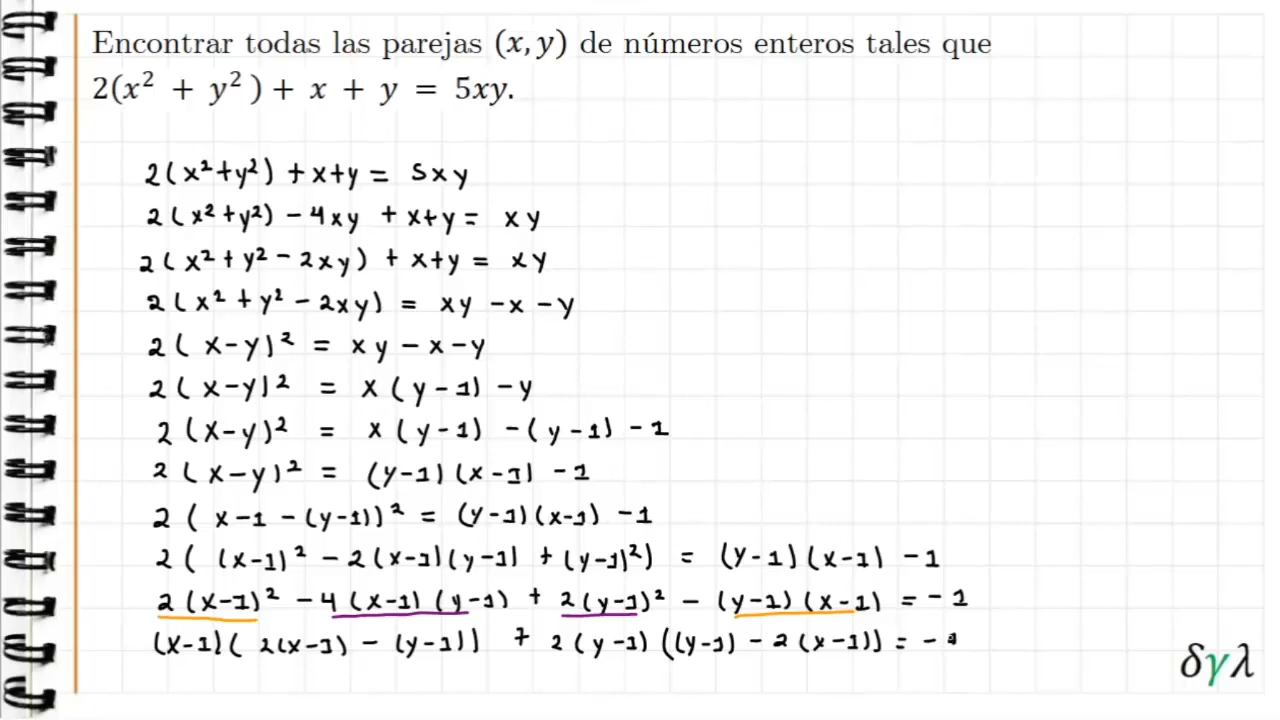 Encontrar todas las parejas (x, y) de números enteros tales que
2(x² + y²) + x + y = 5xy.
2(x²+y²) + x+y = 5xy
2(x²+y²) - 4xy + x+y = xy
2(x²+y² - 2xy) + x+y = xy
2(x² + y² - 2xy) = xy - x - y
2(x-y)² = xy - x - y
2(x-y)² = x(y-1) - y
2(x-y)² = x(y-1) - (y-1) - 1
2(x-y)² = (y-1)(x-1) - 1
2(x-1 - (y-1))² = (y-1)(x-1) - 1
2((x-1)² - 2(x-1)(y-1) + (y-1)²) = (y-1)(x-1) - 1
2(x-1)² - 4(x-1)(y-1) + 2(y-1)² - (y-1)(x-1) = -1
(x-1)(2(x-1) - (y-1)) + 2(y-1)((y-1) - 2(x-1)) = -1
δγλ